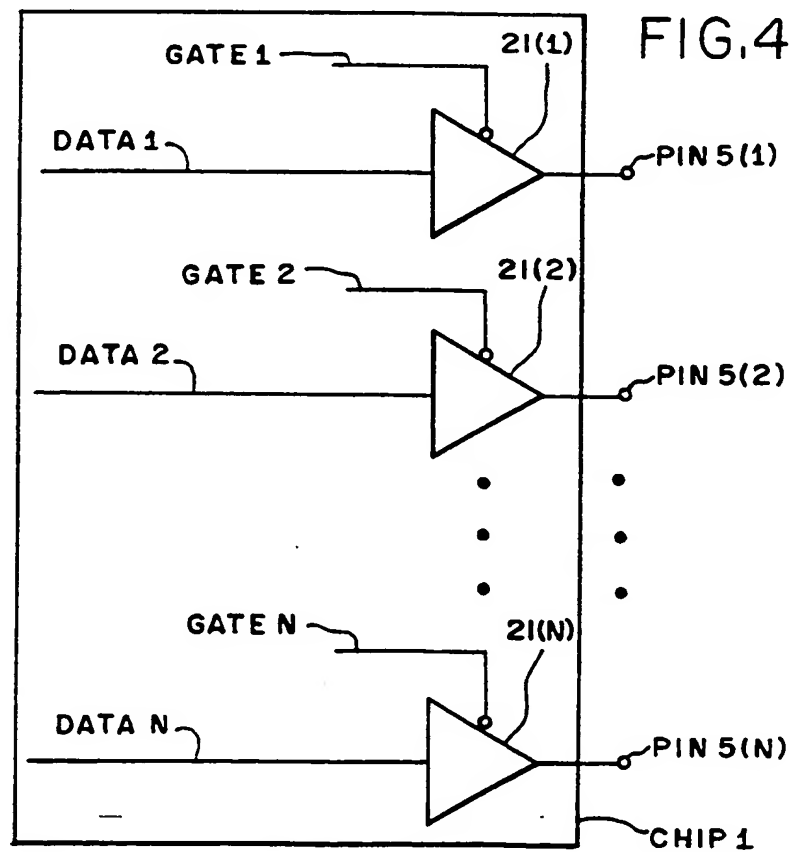 FIG.4
GATE 1
21(1)
DATA 1
PIN 5(1)
GATE 2
21(2)
DATA 2
PIN 5(2)
GATE N
21(N)
DATA N
PIN 5(N)
CHIP 1